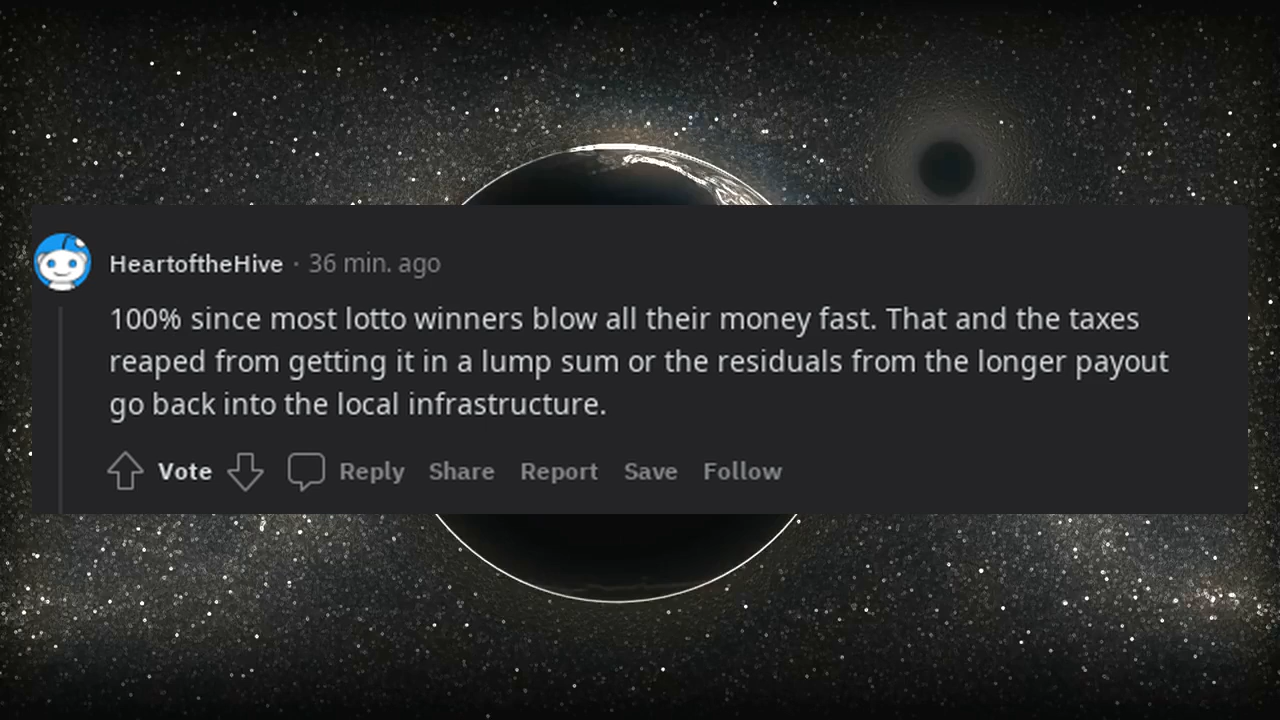 HeartoftheHive · 36 min. ago
100% since most lotto winners blow all their money fast. That and the taxes
reaped from getting it in a lump sum or the residuals from the longer payout
go back into the local infrastructure.
Vote Reply Share Report Save Follow